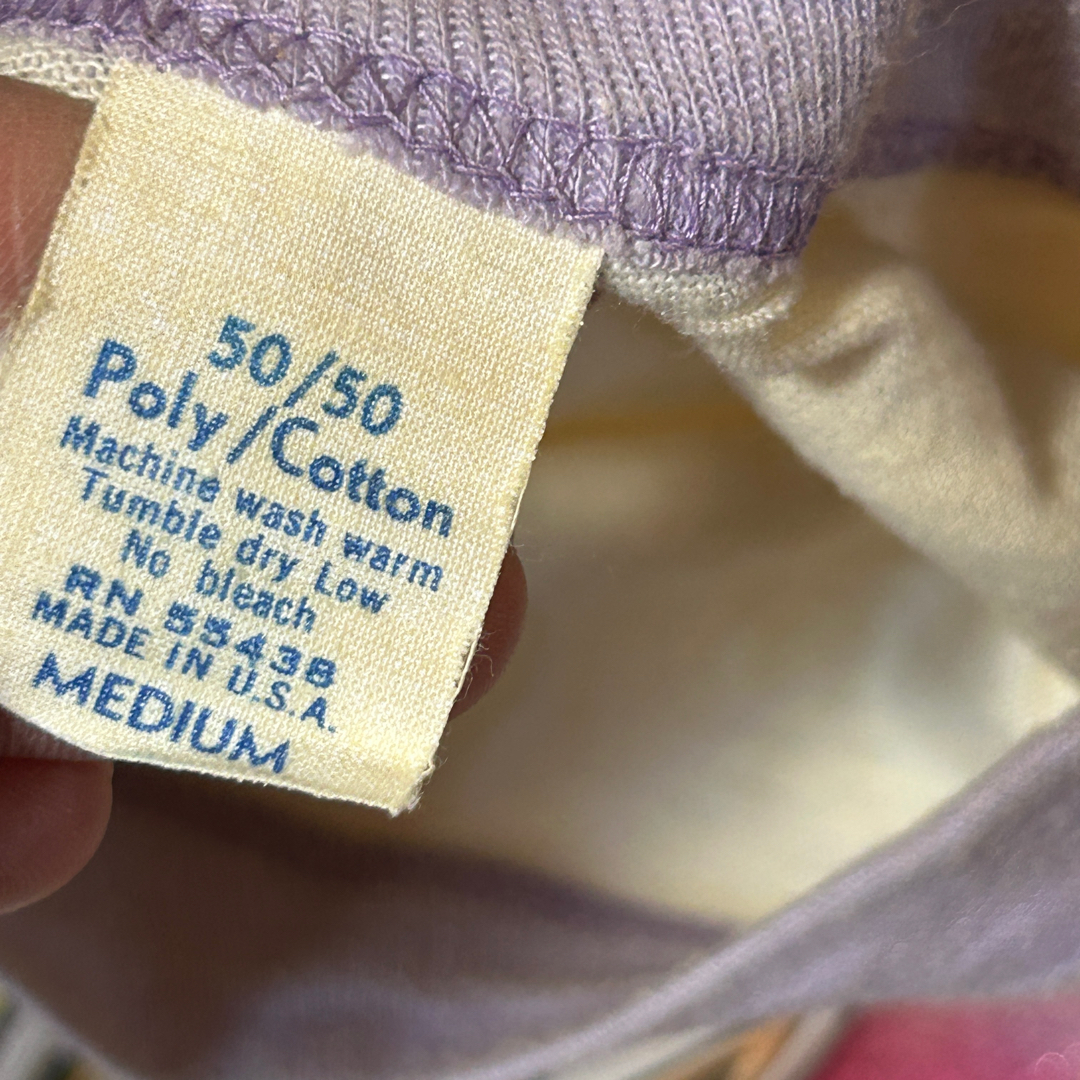 50/50
Poly/Cotton
Machine wash warm
Tumble dry Low
No bleach
RN 55438
MADE IN U.S.A.
MEDIUM